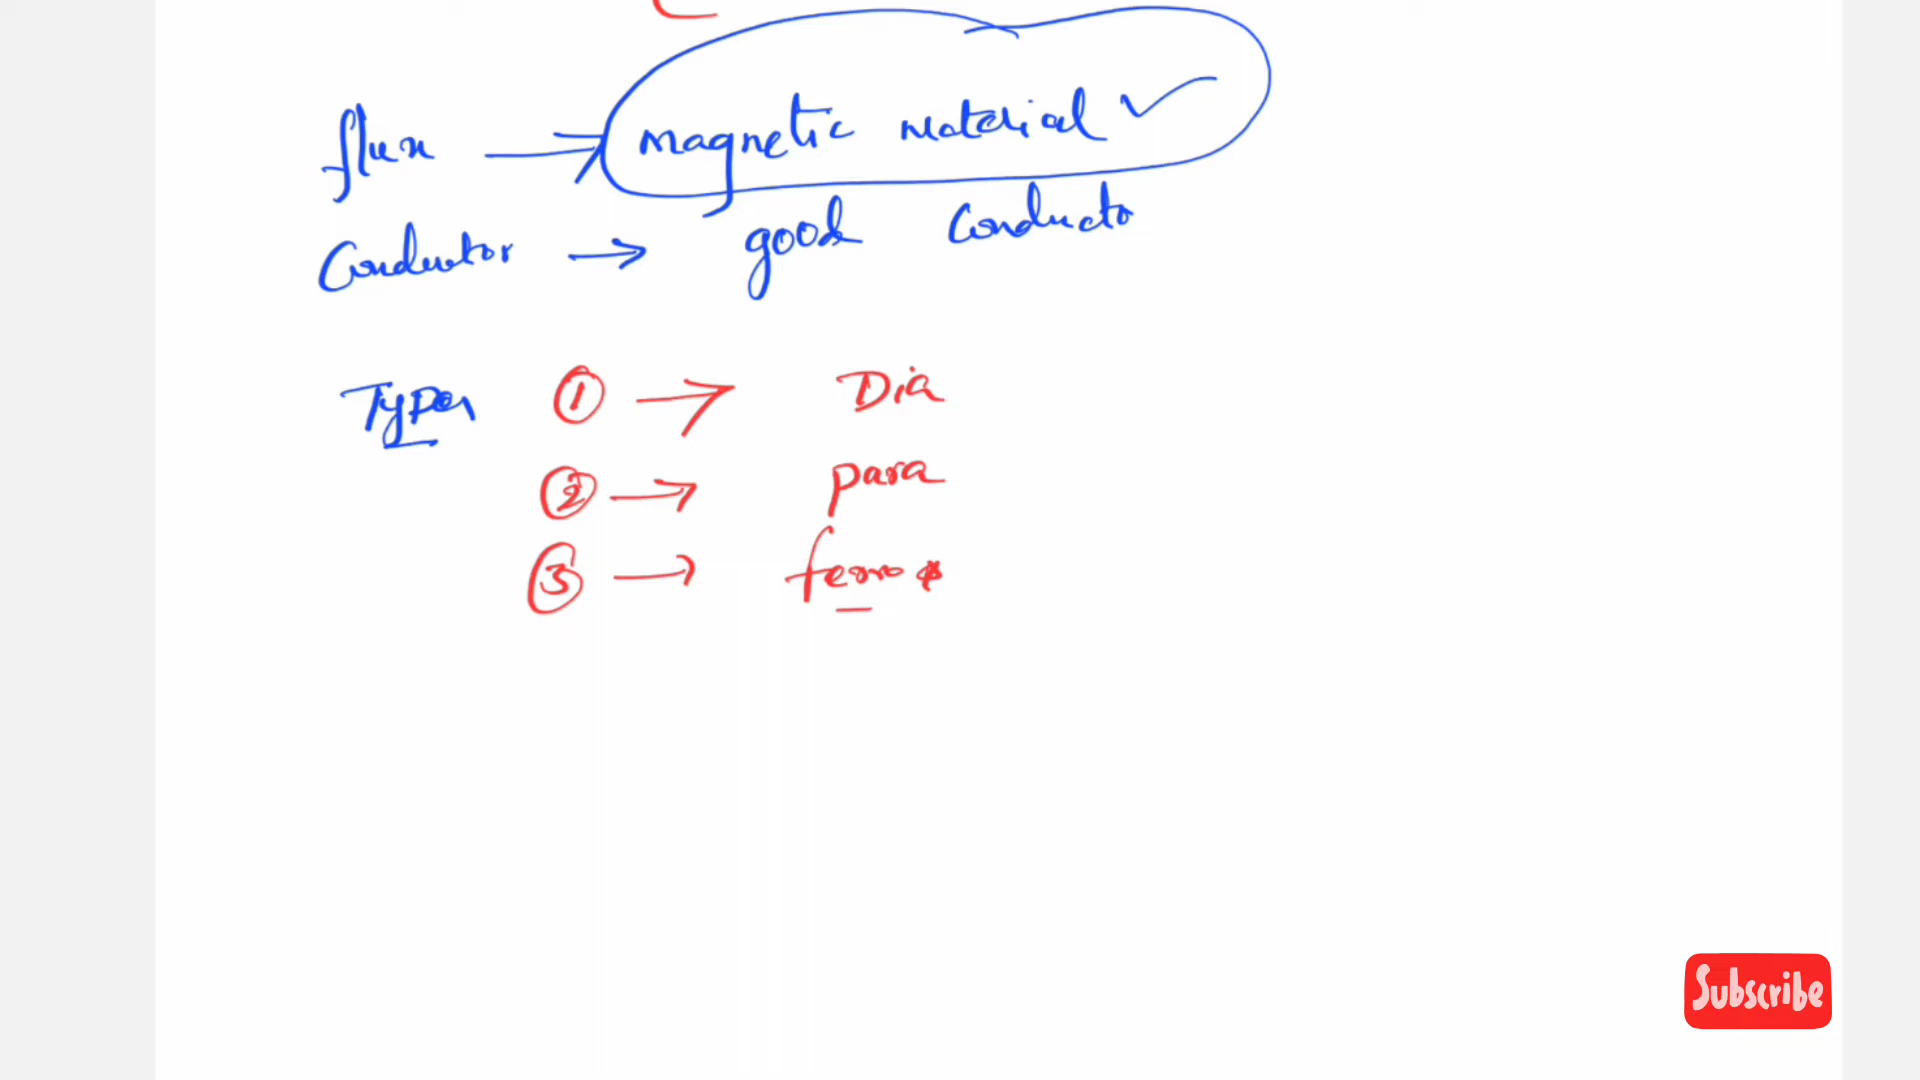 flux → magnetic material ✓
Conductor → good conducto
Types ① → Dia
② → para
③ → ferro
Subscribe